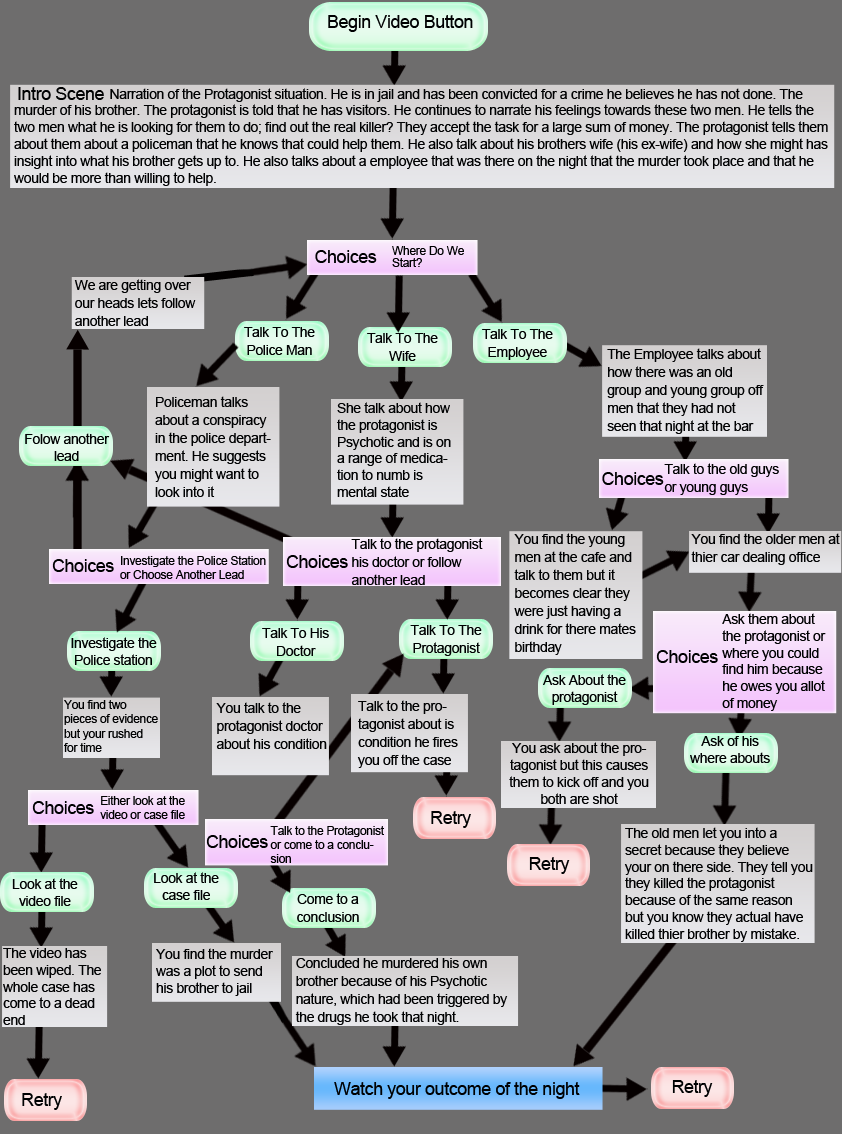 Begin Video Button
Intro Scene Narration of the Protagonist situation. He is in jail and has been convicted for a crime he believes he has not done. The
murder of his brother. The protagonist is told that he has visitors. He continues to narrate his feelings towards these two men. He tells the
two men what he is looking for them to do; find out the real killer? They accept the task for a large sum of money. The protagonist tells them
about them about a policeman that he knows that could help them. He also talk about his brothers wife (his ex-wife) and how she might has
insight into what his brother gets up to. He also talks about a employee that was there on the night that the murder took place and that he
would be more than willing to help.
Choices Where Do We
Start?
We are getting over
our heads lets follow
another lead
Talk To The
Police Man
Talk To The
Wife
Talk To The
Employee
The Employee talks about
how there was an old
group and young group off
men that they had not
seen that night at the bar
Policeman talks
about a conspiracy
in the police depart-
ment. He suggests
you might want to
look into it
She talk about how
the protagonist is
Psychotic and is on
a range of medica-
tion to numb is
mental state
Folow another
lead
Choices Talk to the old guys
or young guys
Choices Investigate the Police Station
or Choose Another Lead
Choices Talk to the protagonist
his doctor or follow
another lead
You find the young
men at the cafe and
talk to them but it
becomes clear they
were just having a
drink for there mates
birthday
You find the older men at
thier car dealing office
Investigate the
Police station
Talk To His
Doctor
Talk To The
Protagonist
Choices Ask them about
the protagonist or
where you could
find him because
he owes you allot
of money
Ask About the
protagonist
You find two
pieces of evidence
but your rushed
for time
You talk to the
protagonist doctor
about his condition
Talk to the pro-
tagonist about is
condition he fires
you off the case
You ask about the pro-
tagonist but this causes
them to kick off and you
both are shot
Ask of his
where abouts
Choices Either look at the
video or case file
Retry
Choices Talk to the Protagonist
or come to a conclu-
sion
Retry
The old men let you into a
secret because they believe
your on there side. They tell you
they killed the protagonist
because of the same reason
but you know they actual have
killed thier brother by mistake.
Look at the
video file
Look at the
case file
Come to a
conclusion
The video has
been wiped. The
whole case has
come to a dead
end
You find the murder
was a plot to send
his brother to jail
Concluded he murdered his own
brother because of his Psychotic
nature, which had been triggered by
the drugs he took that night.
Retry
Watch your outcome of the night
Retry